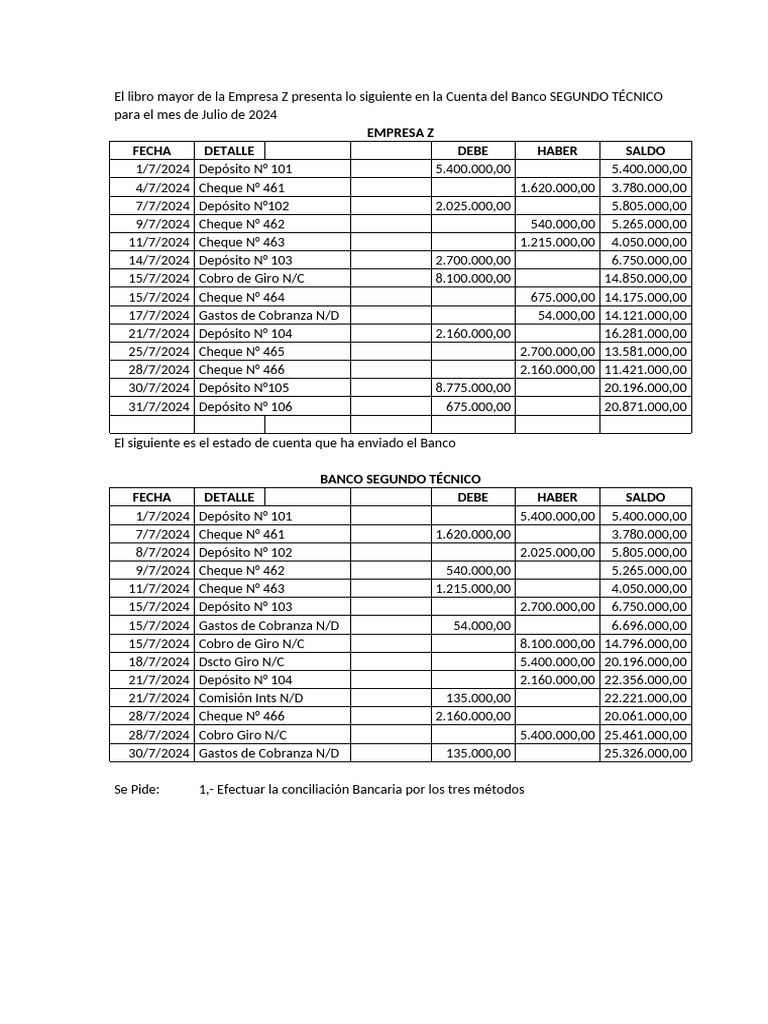 El libro mayor de la Empresa Z presenta lo siguiente en la Cuenta del Banco SEGUNDO TÉCNICO
para el mes de Julio de 2024
EMPRESA Z
FECHA DETALLE DEBE HABER SALDO
1/7/2024 Depósito Nº 101 5.400.000,00 5.400.000,00
4/7/2024 Cheque Nº 461 1.620.000,00 3.780.000,00
7/7/2024 Depósito Nº102 2.025.000,00 5.805.000,00
9/7/2024 Cheque Nº 462 540.000,00 5.265.000,00
11/7/2024 Cheque Nº 463 1.215.000,00 4.050.000,00
14/7/2024 Depósito Nº 103 2.700.000,00 6.750.000,00
15/7/2024 Cobro de Giro N/C 8.100.000,00 14.850.000,00
15/7/2024 Cheque Nº 464 675.000,00 14.175.000,00
17/7/2024 Gastos de Cobranza N/D 54.000,00 14.121.000,00
21/7/2024 Depósito Nº 104 2.160.000,00 16.281.000,00
25/7/2024 Cheque Nº 465 2.700.000,00 13.581.000,00
28/7/2024 Cheque Nº 466 2.160.000,00 11.421.000,00
30/7/2024 Depósito Nº105 8.775.000,00 20.196.000,00
31/7/2024 Depósito Nº 106 675.000,00 20.871.000,00
El siguiente es el estado de cuenta que ha enviado el Banco
BANCO SEGUNDO TÉCNICO
FECHA DETALLE DEBE HABER SALDO
1/7/2024 Depósito Nº 101 5.400.000,00 5.400.000,00
7/7/2024 Cheque Nº 461 1.620.000,00 3.780.000,00
8/7/2024 Depósito Nº 102 2.025.000,00 5.805.000,00
9/7/2024 Cheque Nº 462 540.000,00 5.265.000,00
11/7/2024 Cheque Nº 463 1.215.000,00 4.050.000,00
15/7/2024 Depósito Nº 103 2.700.000,00 6.750.000,00
15/7/2024 Gastos de Cobranza N/D 54.000,00 6.696.000,00
15/7/2024 Cobro de Giro N/C 8.100.000,00 14.796.000,00
18/7/2024 Dscto Giro N/C 5.400.000,00 20.196.000,00
21/7/2024 Depósito Nº 104 2.160.000,00 22.356.000,00
21/7/2024 Comisión Ints N/D 135.000,00 22.221.000,00
28/7/2024 Cheque Nº 466 2.160.000,00 20.061.000,00
28/7/2024 Cobro Giro N/C 5.400.000,00 25.461.000,00
30/7/2024 Gastos de Cobranza N/D 135.000,00 25.326.000,00
Se Pide: 1,- Efectuar la conciliación Bancaria por los tres métodos